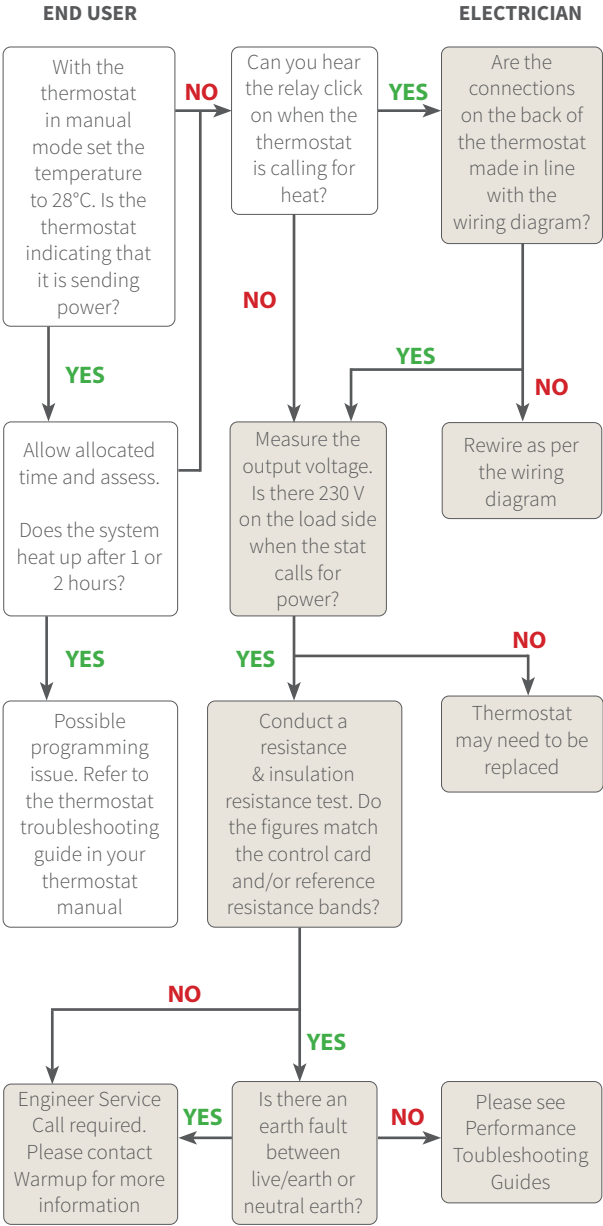 END USER
ELECTRICIAN
With the
thermostat
in manual
mode set the
temperature
to 28°C. Is the
thermostat
indicating that
it is sending
power?
NO
Can you hear
the relay click
on when the
thermostat
is calling for
heat?
YES
Are the
connections
on the back of
the thermostat
made in line
with the
wiring diagram?
YES
NO
YES
NO
Allow allocated
time and assess.
Does the system
heat up after 1 or
2 hours?
Measure the
output voltage.
Is there 230 V
on the load side
when the stat
calls for
power?
Rewire as per
the wiring
diagram
YES
YES
NO
Possible
programming
issue. Refer to
the thermostat
troubleshooting
guide in your
thermostat
manual
Conduct a
resistance
& insulation
resistance test. Do
the figures match
the control card
and/or reference
resistance bands?
Thermostat
may need to be
replaced
NO
YES
Engineer Service
Call required.
Please contact
Warmup for more
information
YES
Is there an
earth fault
between
live/earth or
neutral earth?
NO
Please see
Performance
Toubleshooting
Guides